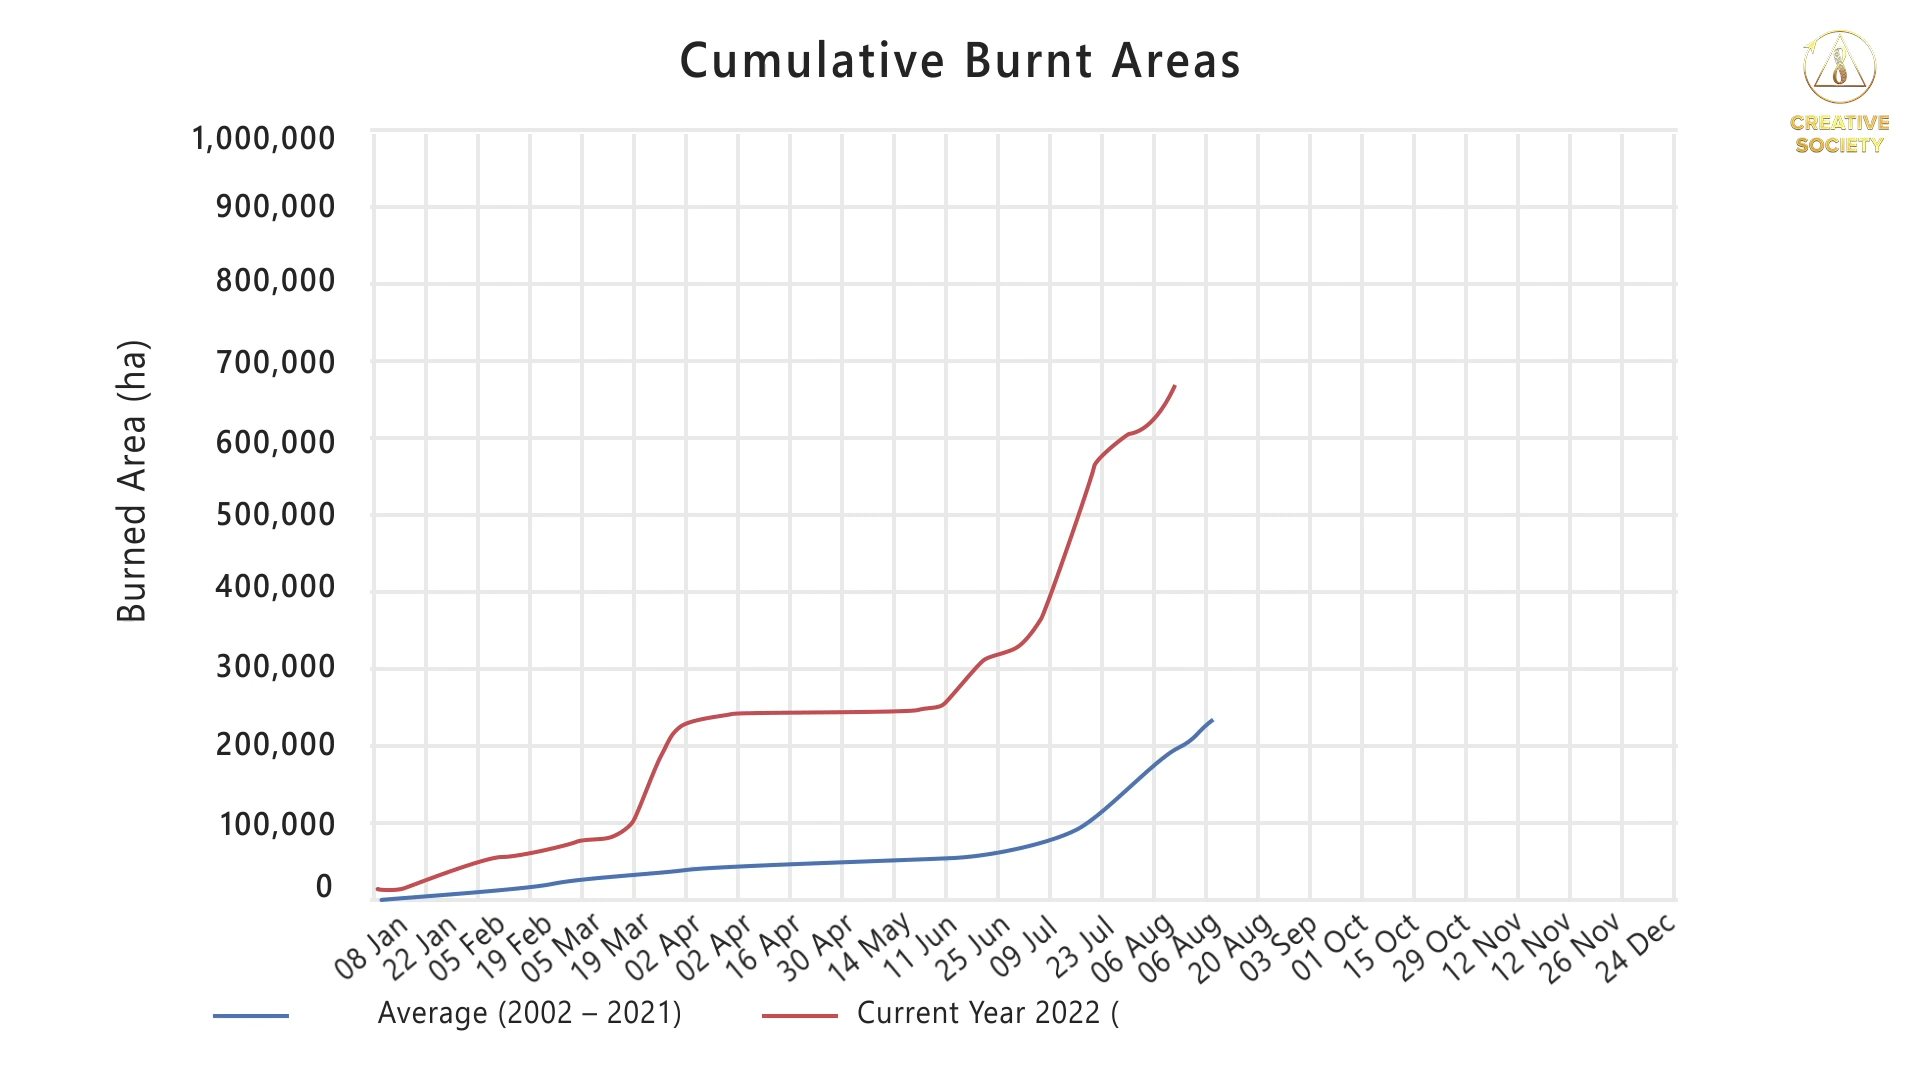 Cumulative Burnt Areas
CREATIVE
SOCIETY
Burned Area (ha)
1,000,000
900,000
800,000
700,000
600,000
500,000
400,000
300,000
200,000
100,000
0
08 Jan
22 Jan
05 Feb
19 Feb
05 Mar
19 Mar
02 Apr
02 Apr
16 Apr
30 Apr
14 May
11 Jun
25 Jun
09 Jul
23 Jul
06 Aug
06 Aug
20 Aug
03 Sep
01 Oct
15 Oct
29 Oct
12 Nov
12 Nov
26 Nov
24 Dec
Average (2002 – 2021)
Current Year 2022 (